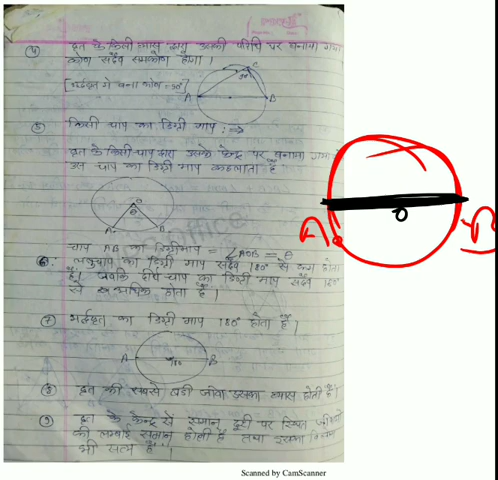 (4) वृत के किसी व्यास द्वारा उसकी परिधि पर बनाया गया
कोण सदैव समकोण होगा।
[अर्द्धवृत में बना कोण = 90°]
C
90°
A B
(5) किसी चाप का डिग्री माप :- ⇒
वृत के किसी चाप द्वारा उसके केन्द्र पर बनाया गया
उस चाप का डिग्री माप कहलाता है
O
θ
A B
चाप AB का डिग्रीमाप = ∠AOB = θ
6: लघुचाप का डिग्री माप सदैव 180° से कम होता
है। जबकि दीर्घ चाप का डिग्री माप सदैव 180°
से अधिक होता है।
(7) अर्द्धवृत का डिग्री माप 180° होता है।
A B
180
(8) वृत की सबसे बडी जीवा उसका व्यास होती है।
(9) वृत के केन्द्र से समान दूरी पर स्थित
की लम्बाई समान होती है तथा इसका
भी सत्य है।
A O B
Scanned by CamScanner